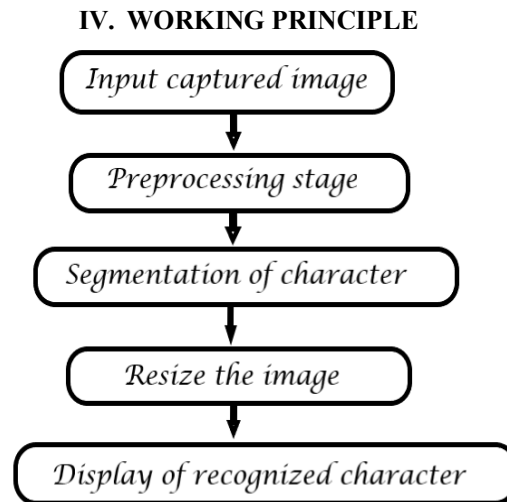 IV. WORKING PRINCIPLE
Input captured image
Preprocessing stage
Segmentation of character
Resize the image
Display of recognized character